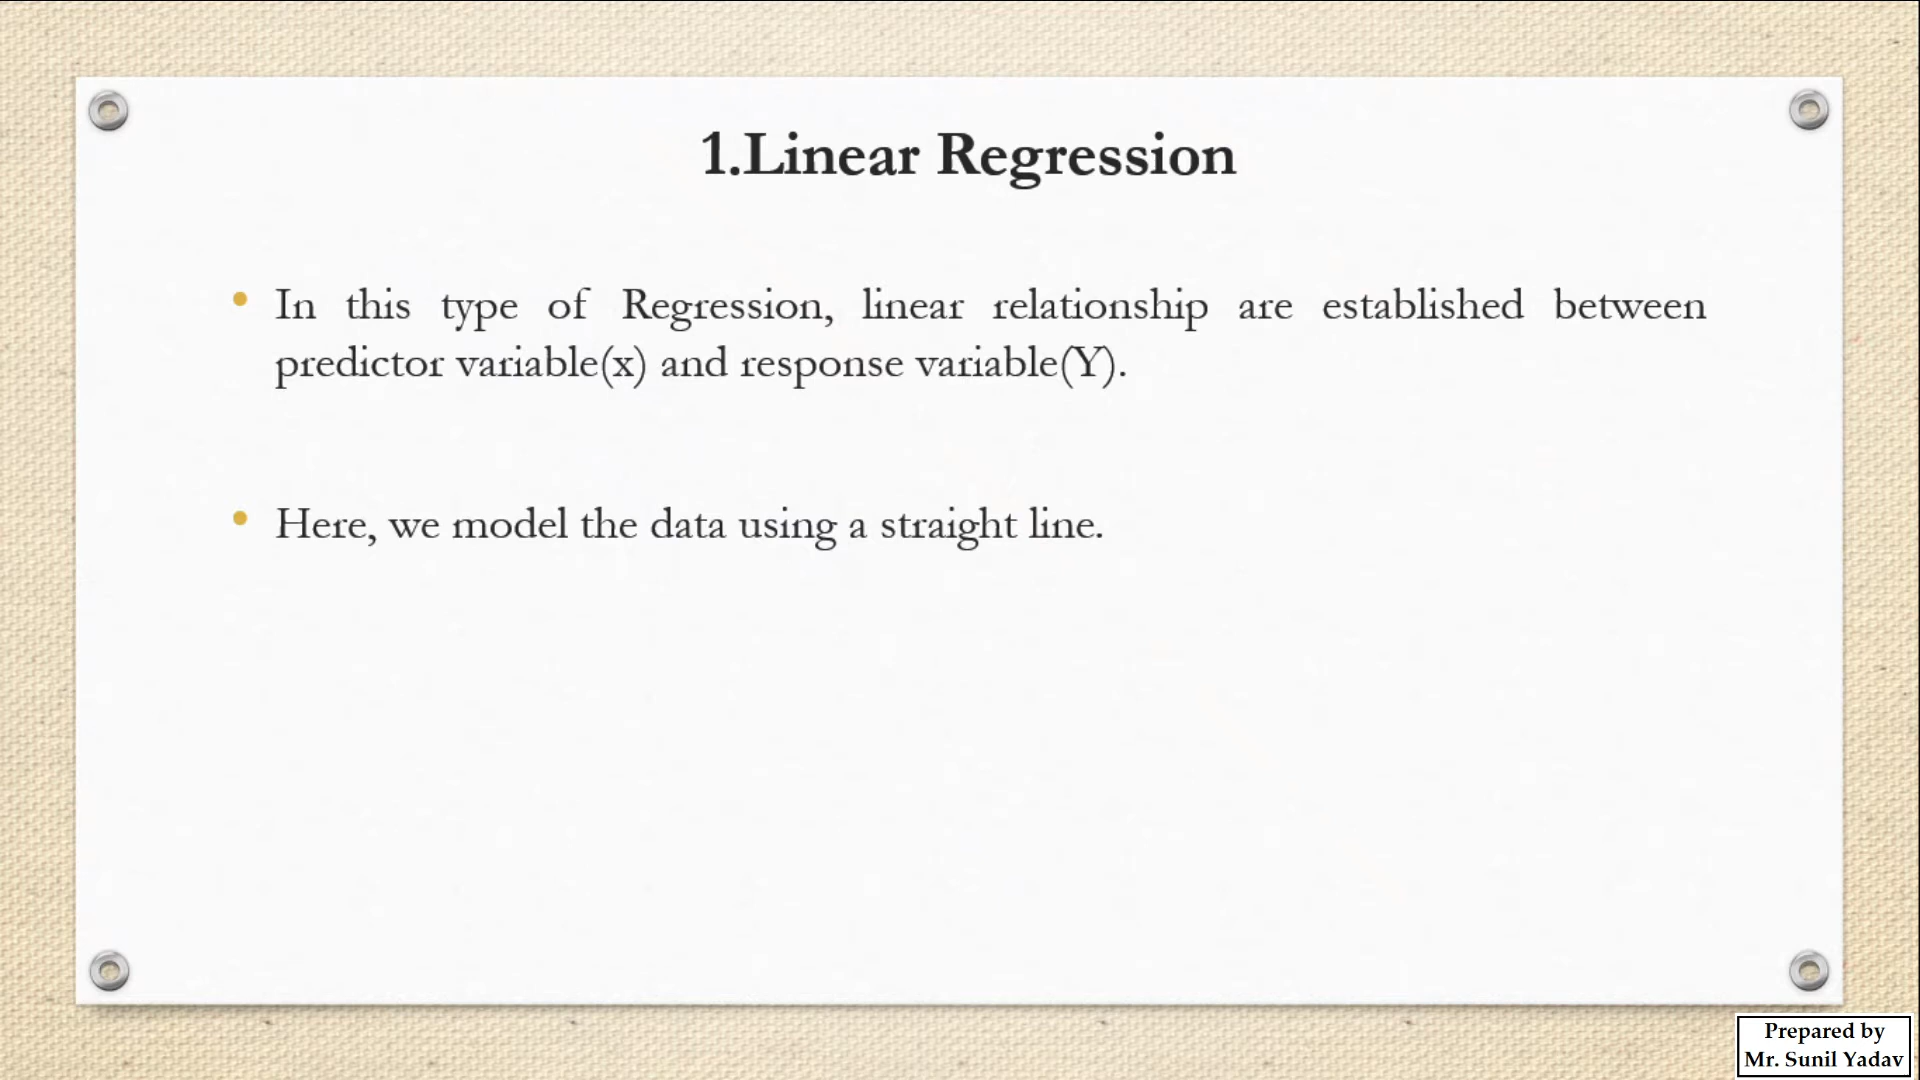 1.Linear Regression
• In this type of Regression, linear relationship are established between
predictor variable(x) and response variable(Y).
• Here, we model the data using a straight line.
Prepared by
Mr. Sunil Yadav